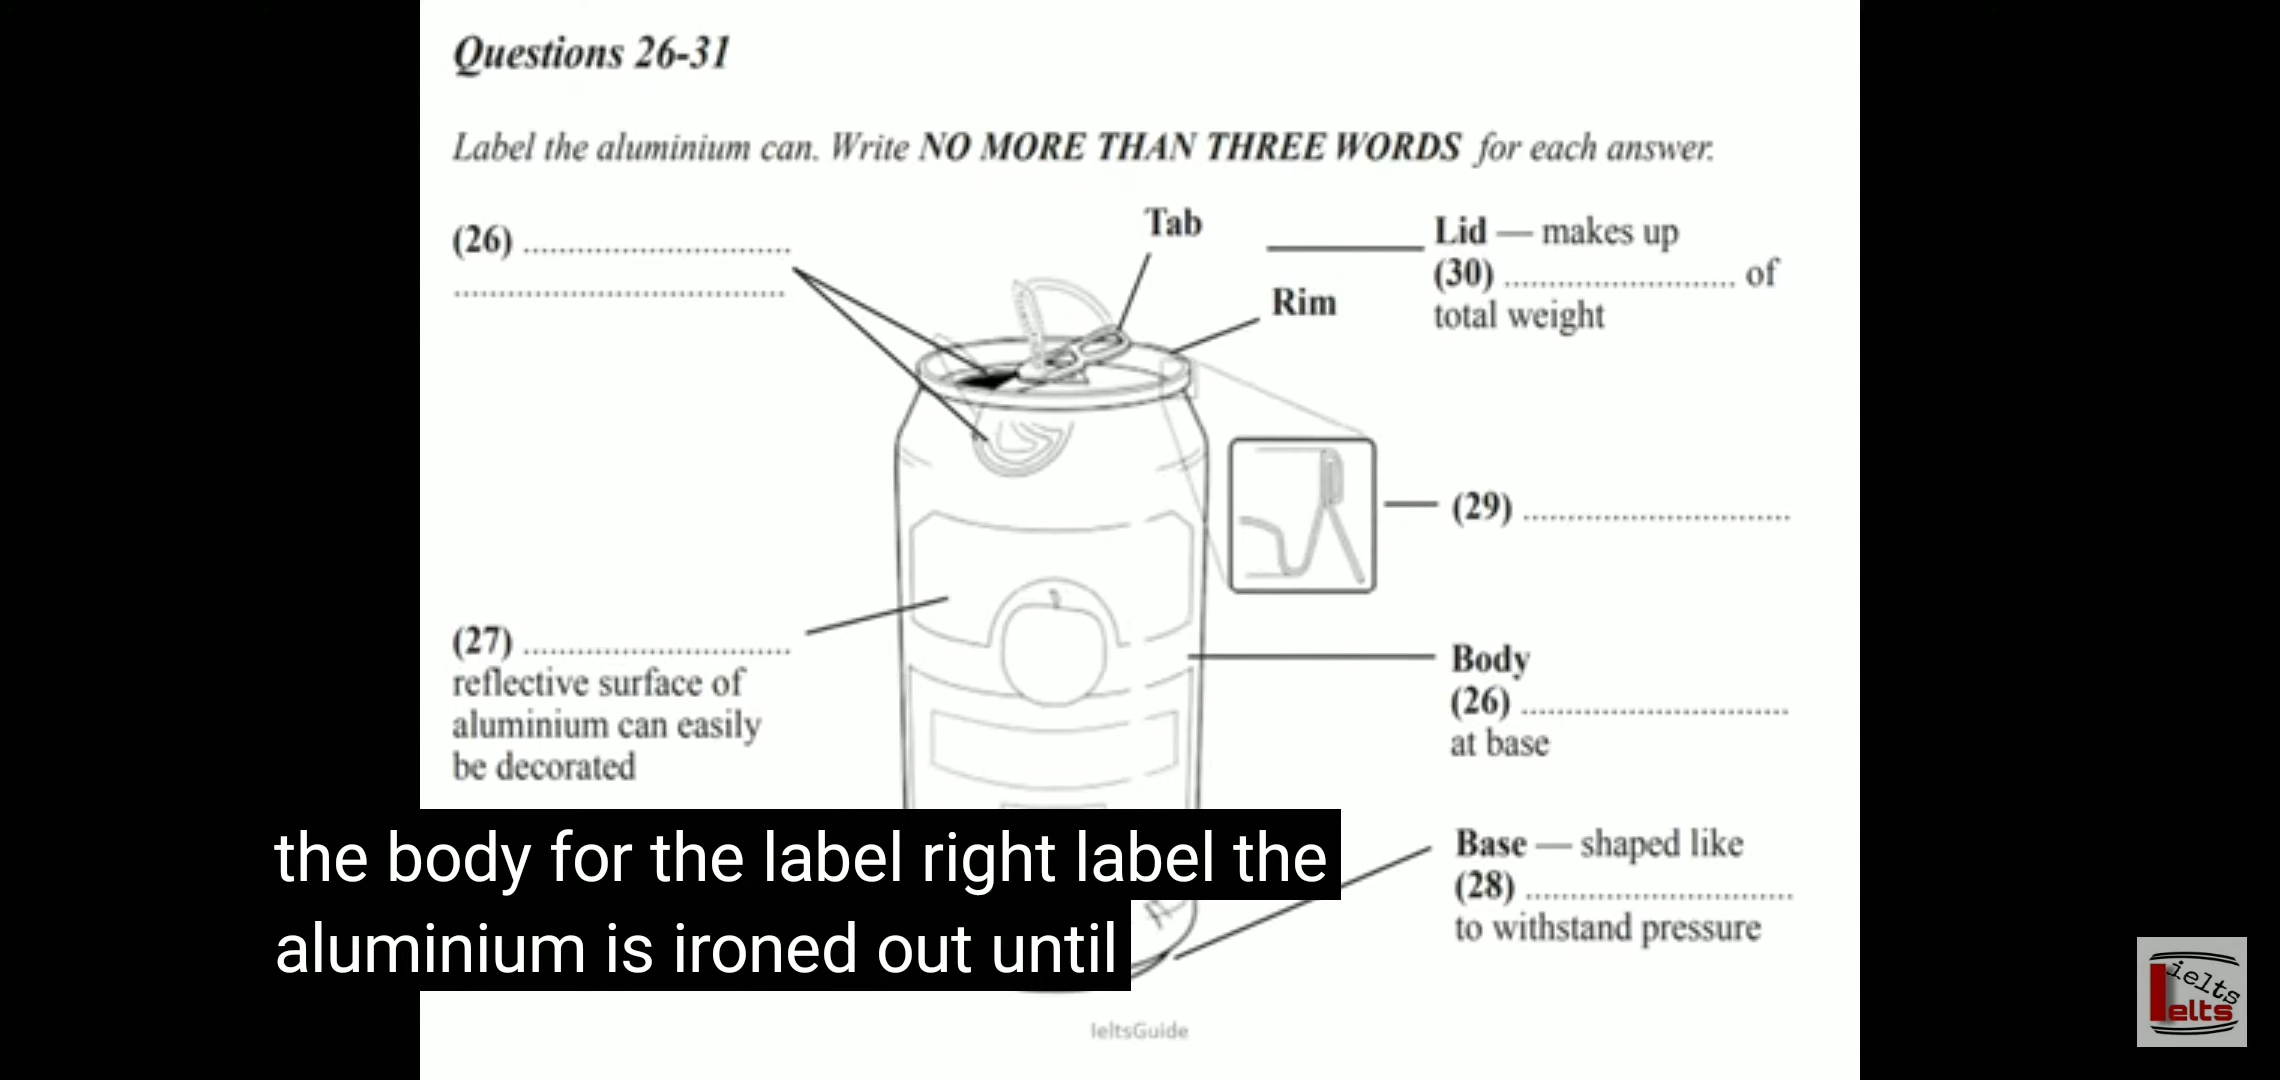 Questions 26-31
Label the aluminium can. Write NO MORE THAN THREE WORDS for each answer.
(26) ..............................
.....................................
Tab
Rim
Lid — makes up
(30) .......................... of
total weight
(29) ..............................
(27) ..............................
reflective surface of
aluminium can easily
be decorated
Body
(26) ..............................
at base
Base — shaped like
(28) ..............................
to withstand pressure
the body for the label right label the
aluminium is ironed out until
IeltsGuide
ielts
Ielts